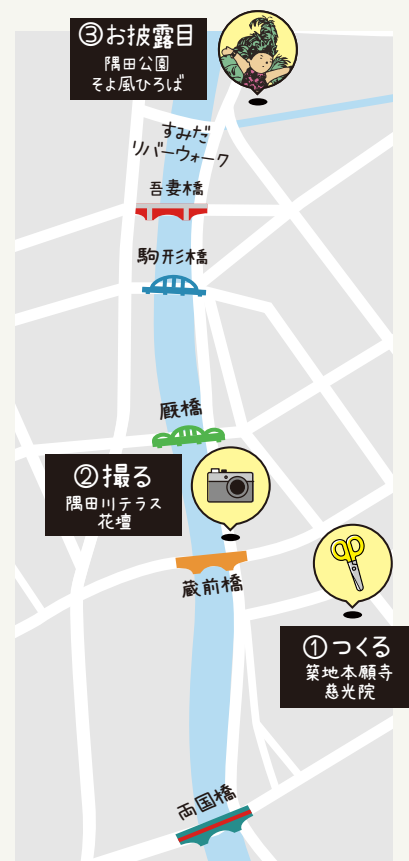 ③お披露目
隅田公園
そよ風ひろば
すみだ
リバーウォーク
吾妻橋
駒形橋
厩橋
②撮る
隅田川テラス
花壇
蔵前橋
①つくる
築地本願寺
慈光院
両国橋